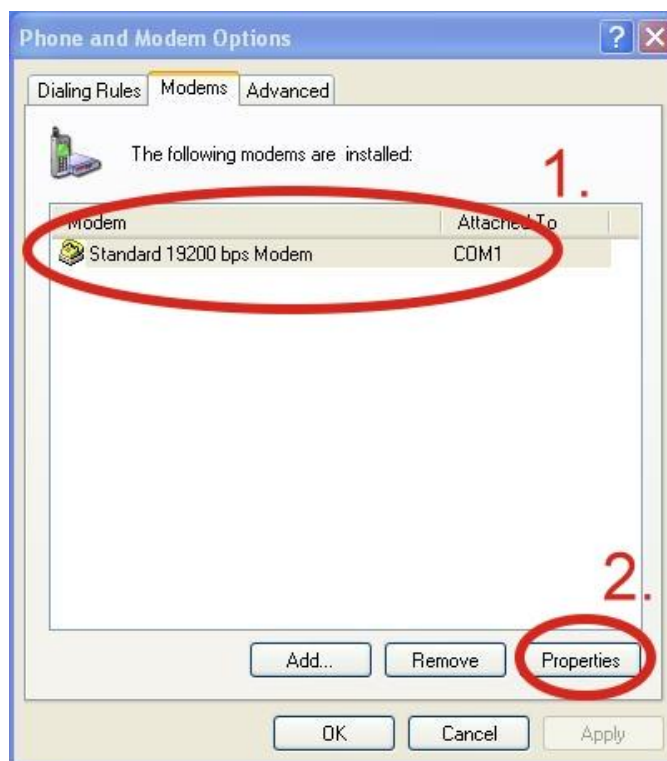 Phone and Modem Options
Dialing Rules Modems Advanced
The following modems are installed:
1.
Modem Attached To
Standard 19200 bps Modem COM1
2.
Add... Remove Properties
OK Cancel Apply